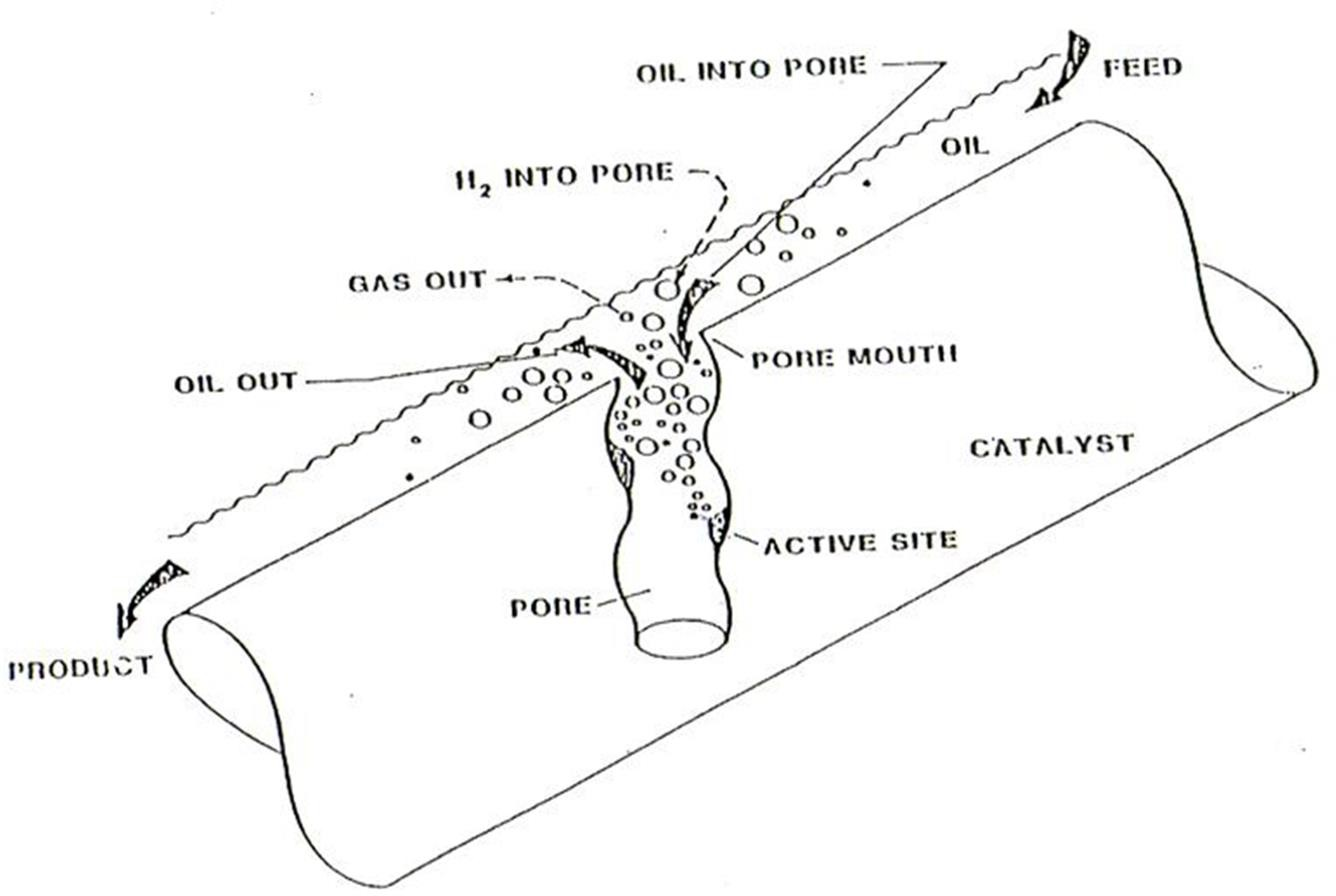 OIL INTO PORE
FEED
OIL
H₂ INTO PORE
GAS OUT
PORE MOUTH
OIL OUT
CATALYST
ACTIVE SITE
PORE
PRODUCT